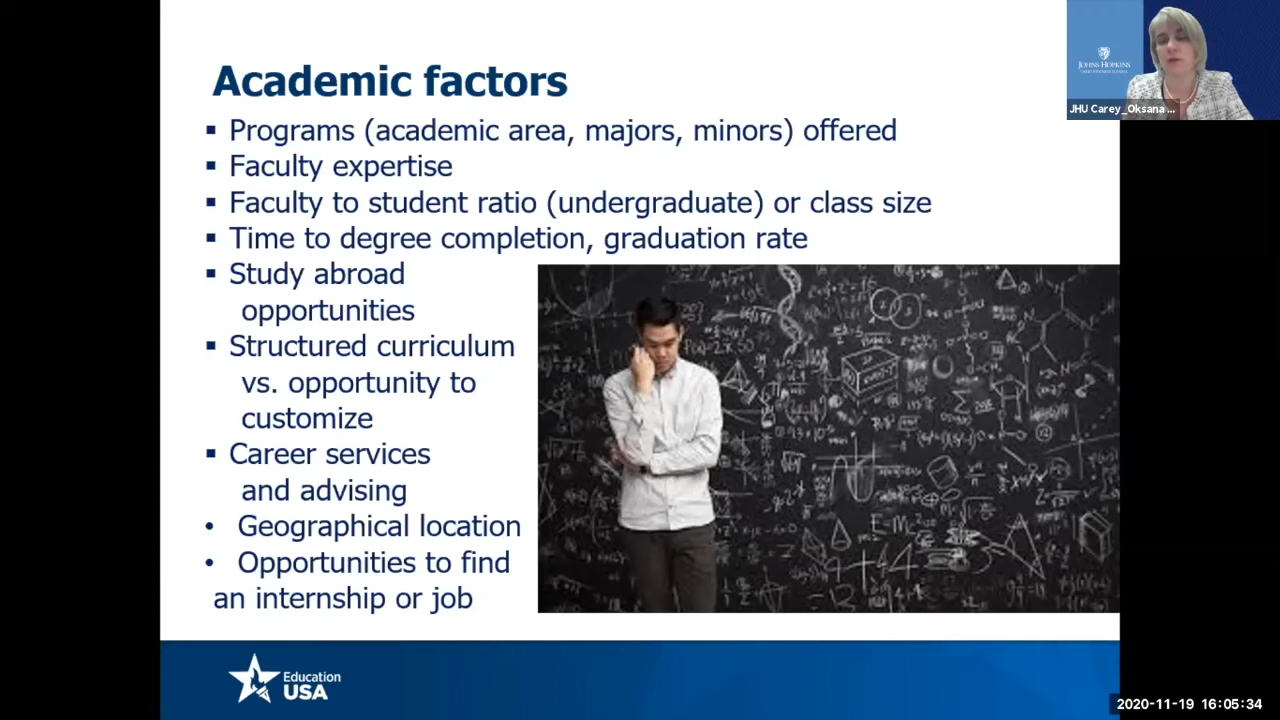 Academic factors
▪ Programs (academic area, majors, minors) offered
▪ Faculty expertise
▪ Faculty to student ratio (undergraduate) or class size
▪ Time to degree completion, graduation rate
▪ Study abroad
opportunities
▪ Structured curriculum
vs. opportunity to
customize
▪ Career services
and advising
• Geographical location
• Opportunities to find
an internship or job
Education
USA
JOHNS HOPKINS
JHU Carey_Oksana ...
2020-11-19 16:05:34